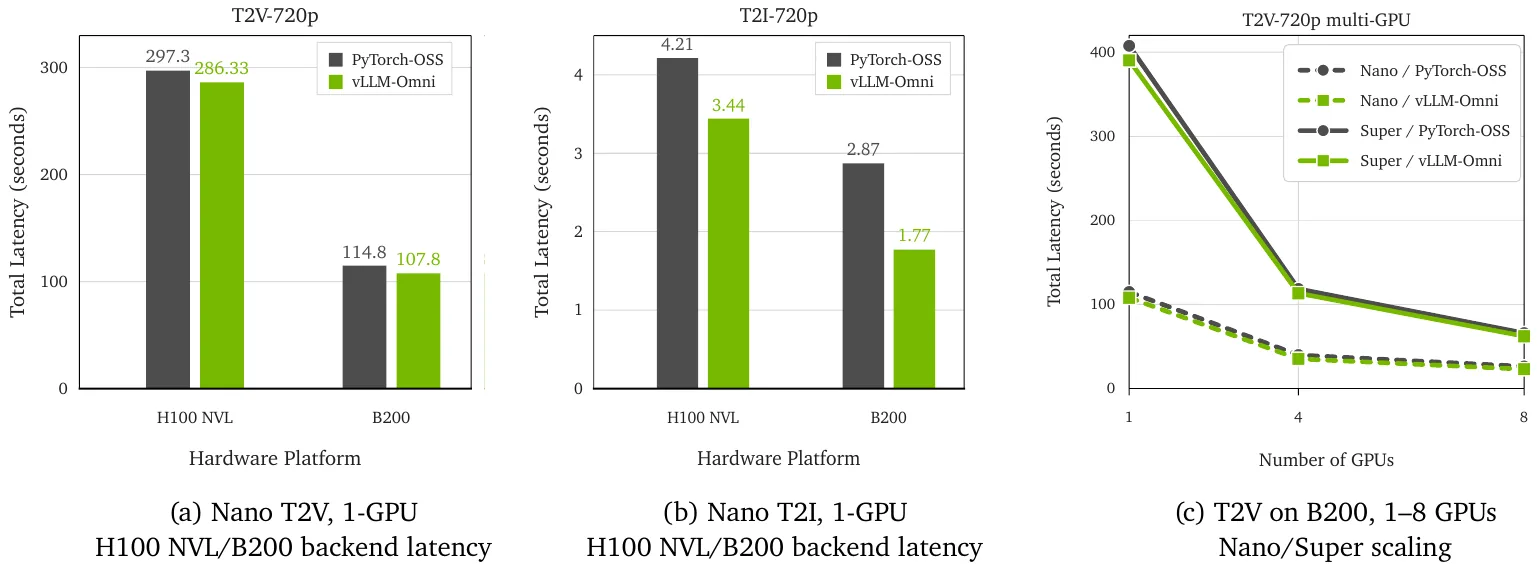 T2V-720p
297.3
286.33
114.8
107.8
PyTorch-OSS
vLLM-Omni
300
200
100
0
Total Latency (seconds)
H100 NVL
B200
Hardware Platform
(a) Nano T2V, 1-GPU
H100 NVL/B200 backend latency
T2I-720p
4.21
3.44
2.87
1.77
PyTorch-OSS
vLLM-Omni
4
3
2
1
0
Total Latency (seconds)
H100 NVL
B200
Hardware Platform
(b) Nano T2I, 1-GPU
H100 NVL/B200 backend latency
T2V-720p multi-GPU
Nano / PyTorch-OSS
Nano / vLLM-Omni
Super / PyTorch-OSS
Super / vLLM-Omni
400
300
200
100
0
Total Latency (seconds)
1
4
8
Number of GPUs
(c) T2V on B200, 1–8 GPUs
Nano/Super scaling